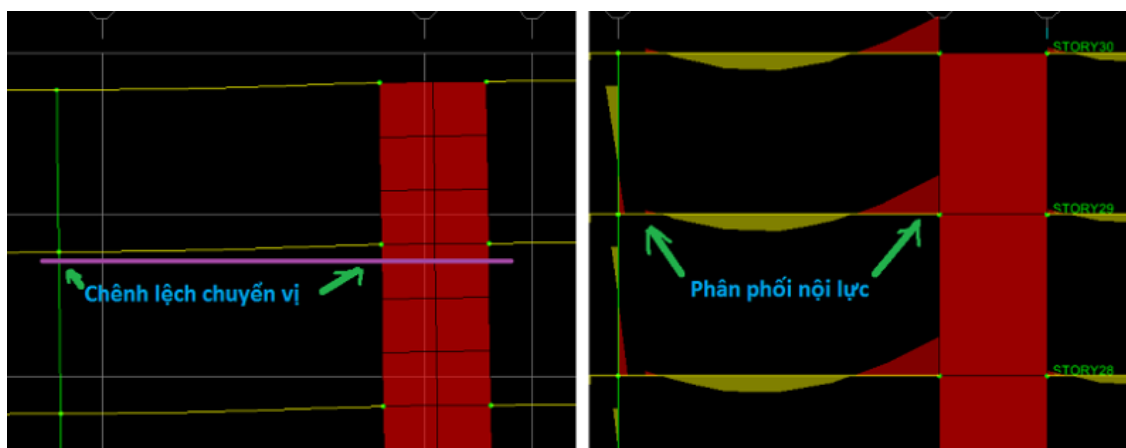 STORY30
STORY29
Chênh lệch chuyển vị
Phân phối nội lực
STORY28